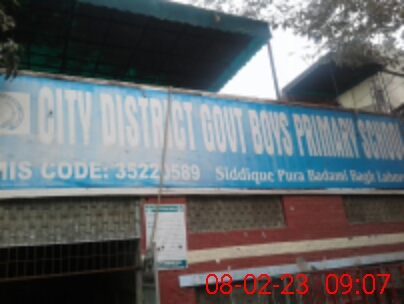 CITY DISTRICT GOVT BOYS PRIMARY SCHOOL
MIS CODE: 35220589 Siddique Pura Badami Bagh Lahore
08-02-23 09:07